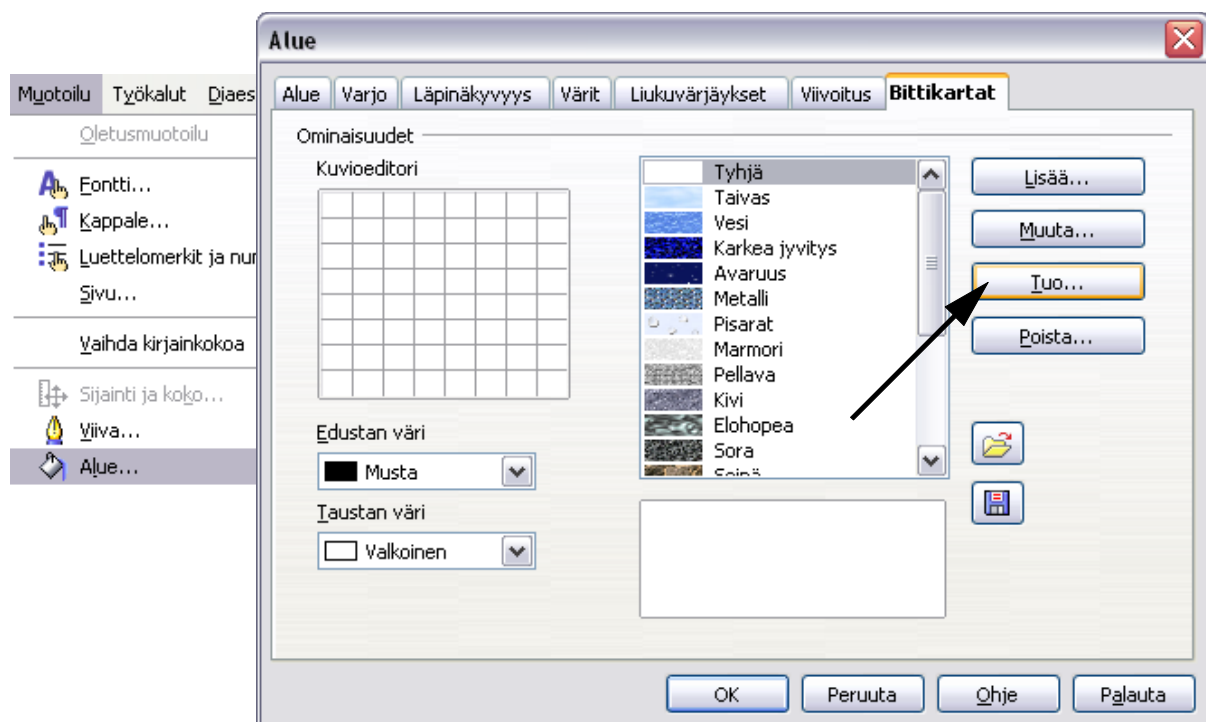 Alue
Muotoilu Työkalut Diaes
Oletusmuotoilu
Fontti...
Kappale...
Luettelomerkit ja nur
Sivu...
Vaihda kirjainkokoa
Sijainti ja koko...
Viiva...
Alue...
Alue Varjo Läpinäkyvyys Värit Liukuvärjäykset Viivoitus Bittikartat
Ominaisuudet
Kuvioeditori
Edustan väri
Musta
Taustan väri
Valkoinen
Tyhjä
Taivas
Vesi
Karkea jyvitys
Avaruus
Metalli
Pisarat
Marmori
Pellava
Kivi
Elohopea
Sora
Seinä
Lisää...
Muuta...
Tuo...
Poista...
OK Peruuta Ohje Palauta